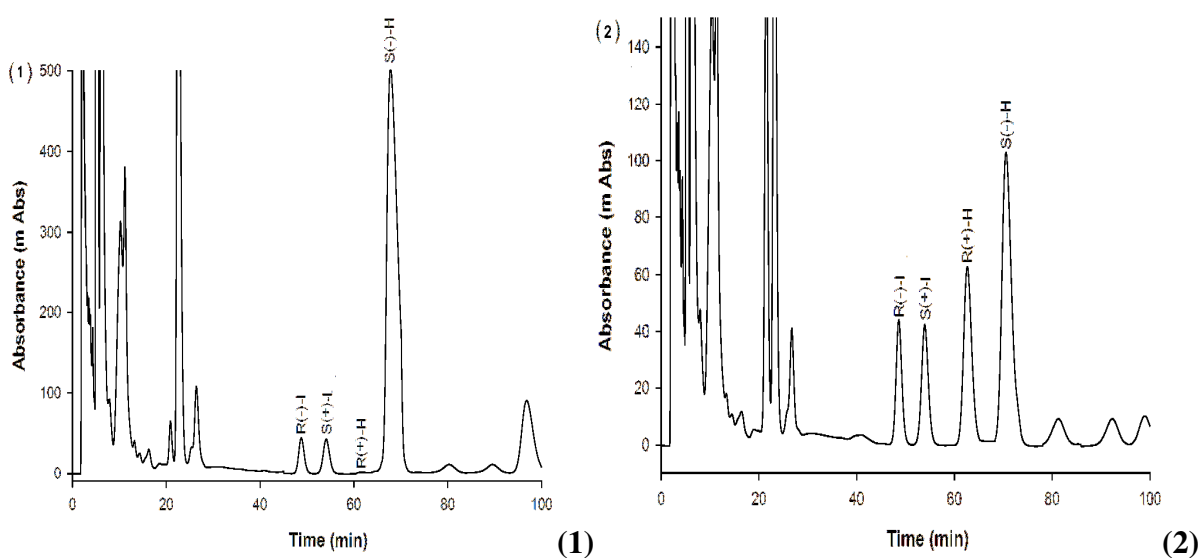 (1)
500
400
300
200
100
0
Absorbance (m Abs)
R(-)-I
S(+)-I
R(+)-H
S(-)-H
0 20 40 60 80 100
Time (min)
(1)
(2)
140
120
100
80
60
40
20
0
Absorbance (m Abs)
R(-)-I
S(+)-I
R(+)-H
S(-)-H
0 20 40 60 80 100
Time (min)
(2)